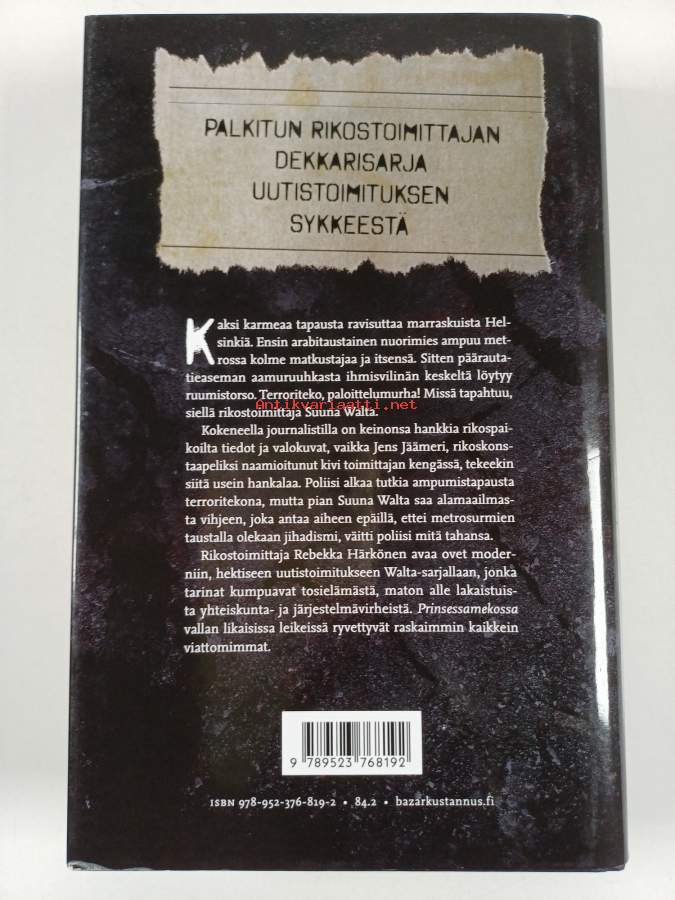 PALKITUN RIKOSTOIMITTAJAN
DEKKARISARJA
UUTISTOIMITUKSEN
SYKKEESTÄ
Kaksi karmeaa tapausta ravisuttaa marraskuista Hel-
sinkiä. Ensin arabitaustainen nuorimies ampuu met-
rossa kolme matkustajaa ja itsensä. Sitten päärauta-
tieaseman aamuruuhkasta ihmisvilinän keskeltä löytyy
ruumistorso. Terroriteko, paloittelumurha! Missä tapahtuu,
Antikvariaatti.net
siellä rikostoimittaja Suuna Walta.
Kokeneella journalistilla on keinonsa hankkia rikospai-
koilta tiedot ja valokuvat, vaikka Jens Jäämeri, rikoskons-
taapeliksi naamioitunut kivi toimittajan kengässä, tekeekin
siitä usein hankalaa. Poliisi alkaa tutkia ampumistapausta
terroritekona, mutta pian Suuna Walta saa alamaailmas-
ta vihjeen, joka antaa aiheen epäillä, ettei metrosurmien
taustalla olekaan jihadismi, väitti poliisi mitä tahansa.
Rikostoimittaja Rebekka Härkönen avaa ovet moder-
niin, hektiseen uutistoimitukseen Walta-sarjallaan, jonka
tarinat kumpuavat tosielämästä, maton alle lakaistuis-
ta yhteiskunta- ja järjestelmävirheistä. Prinsessamekossa
vallan likaisissa leikeissä ryvettyvät raskaimmin kaikkein
viattomimmat.
9 789523 768192
ISBN 978-952-376-819-2 • 84.2 • bazarkustannus.fi